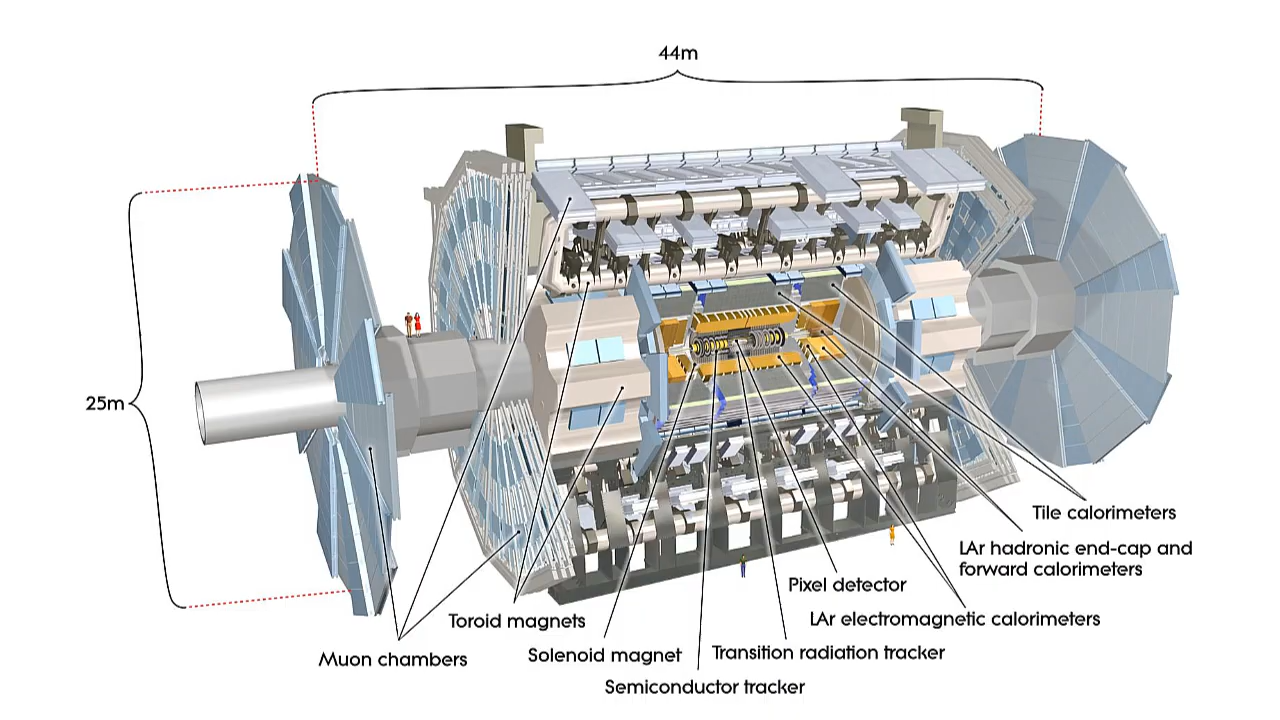 44m
25m
Tile calorimeters
LAr hadronic end-cap and
forward calorimeters
Pixel detector
LAr electromagnetic calorimeters
Toroid magnets
Solenoid magnet
Transition radiation tracker
Muon chambers
Semiconductor tracker